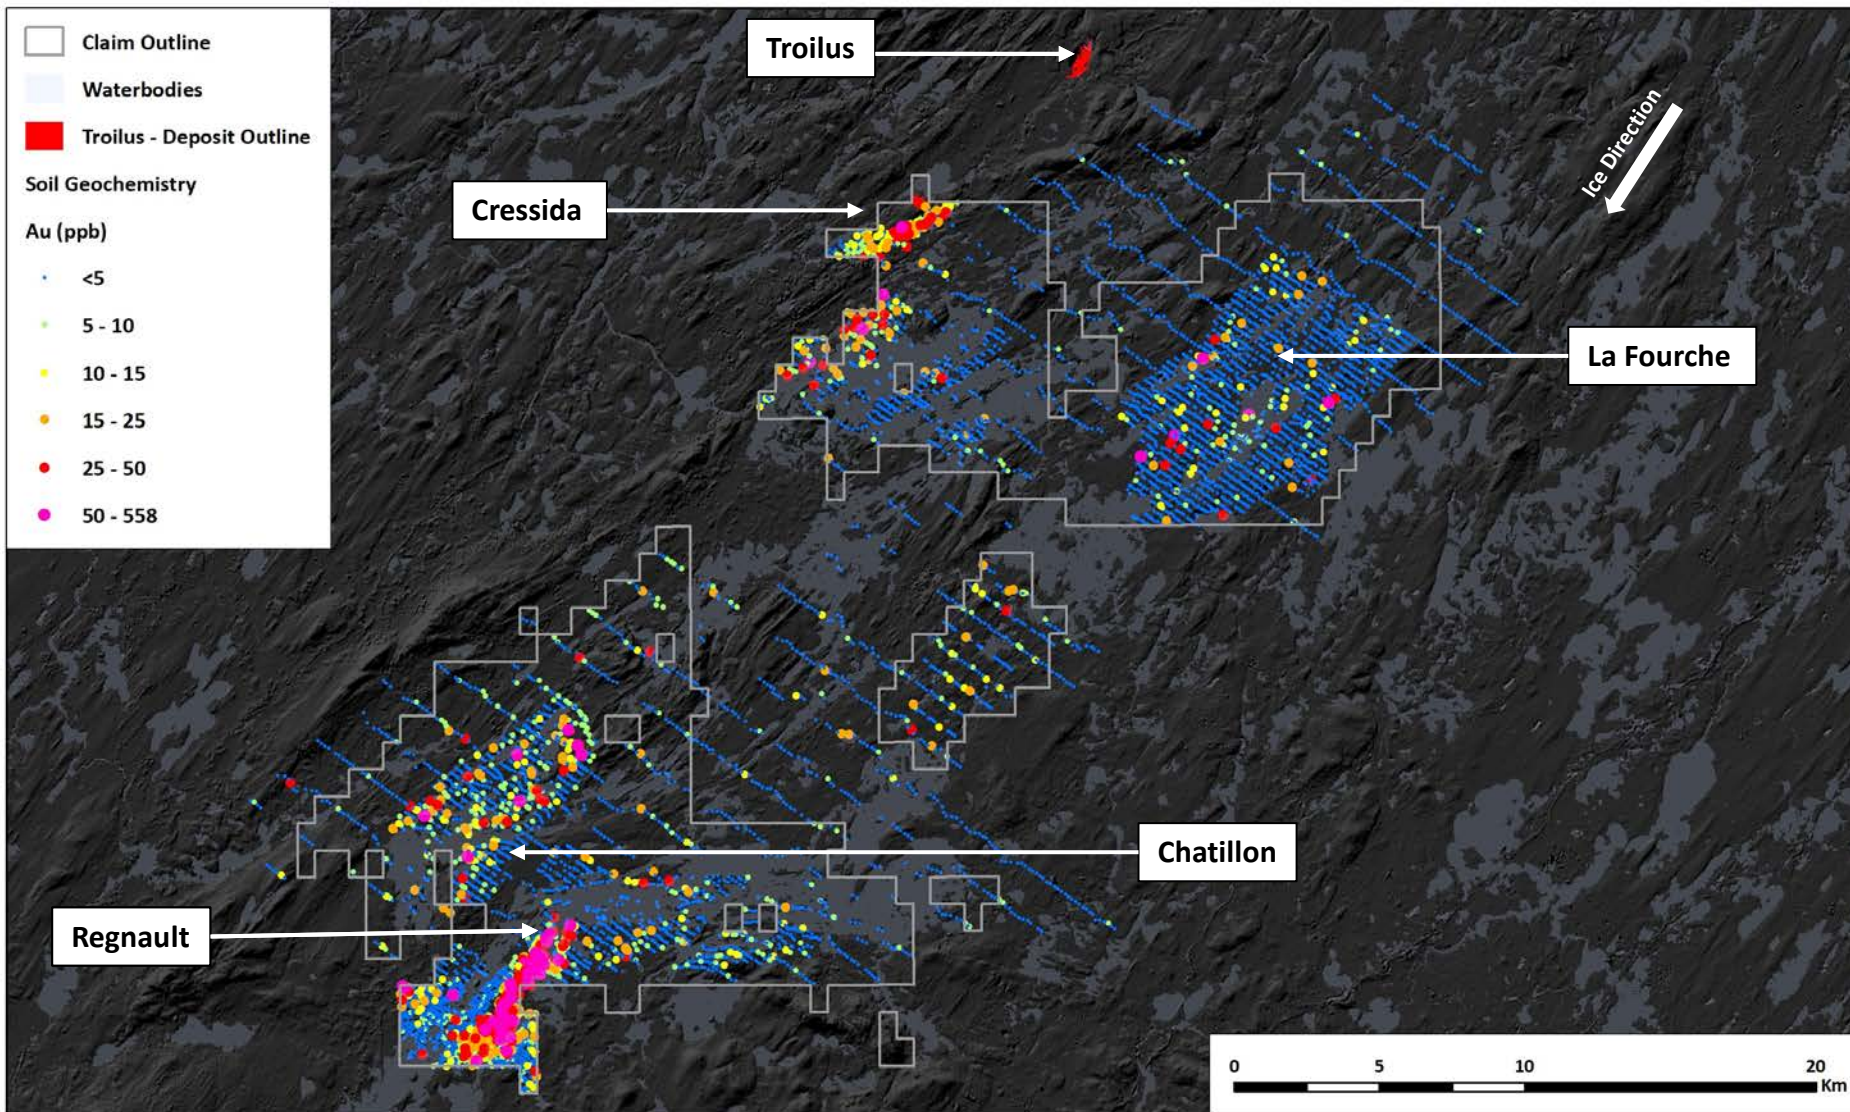 Claim Outline
Waterbodies
Troilus - Deposit Outline
Soil Geochemistry
Au (ppb)
<5
5 - 10
10 - 15
15 - 25
25 - 50
50 - 558
Troilus
Ice Direction
Cressida
La Fourche
Chatillon
Regnault
0 5 10 20
Km